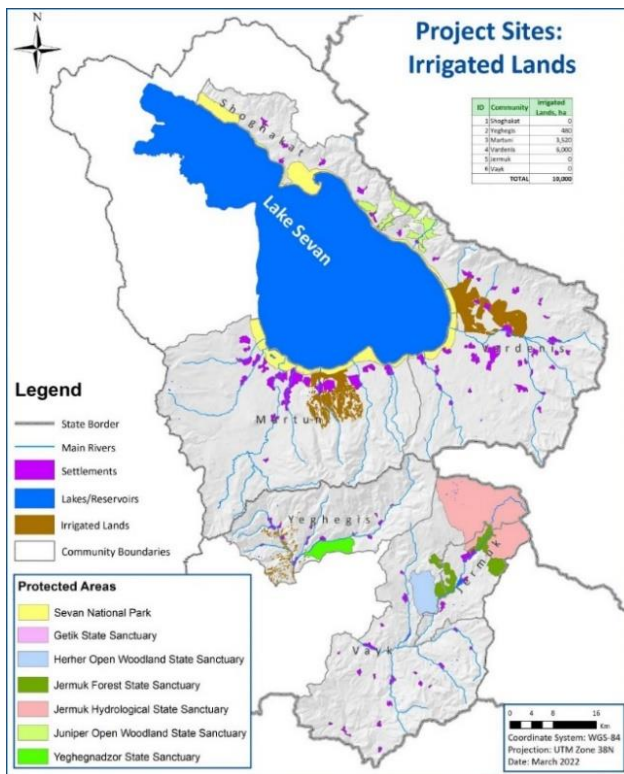 N
Project Sites:
Irrigated Lands
ID Community Irrigated Lands, ha
1 Shoghakat 0
2 Yeghegis 480
3 Martuni 3,520
4 Vardenis 6,000
5 Jermuk 0
6 Vayk 0
TOTAL 10,000
Shoghakat
Lake Sevan
Vardenis
Martuni
Yeghegis
Jermuk
Vayk
Legend
State Border
Main Rivers
Settlements
Lakes/Reservoirs
Irrigated Lands
Community Boundaries
Protected Areas
Sevan National Park
Getik State Sanctuary
Herher Open Woodland State Sanctuary
Jermuk Forest State Sanctuary
Jermuk Hydrological State Sanctuary
Juniper Open Woodland State Sanctuary
Yeghegnadzor State Sanctuary
0 4 8 16
Km
Coordinate System: WGS-84
Projection: UTM Zone 38N
Date: March 2022